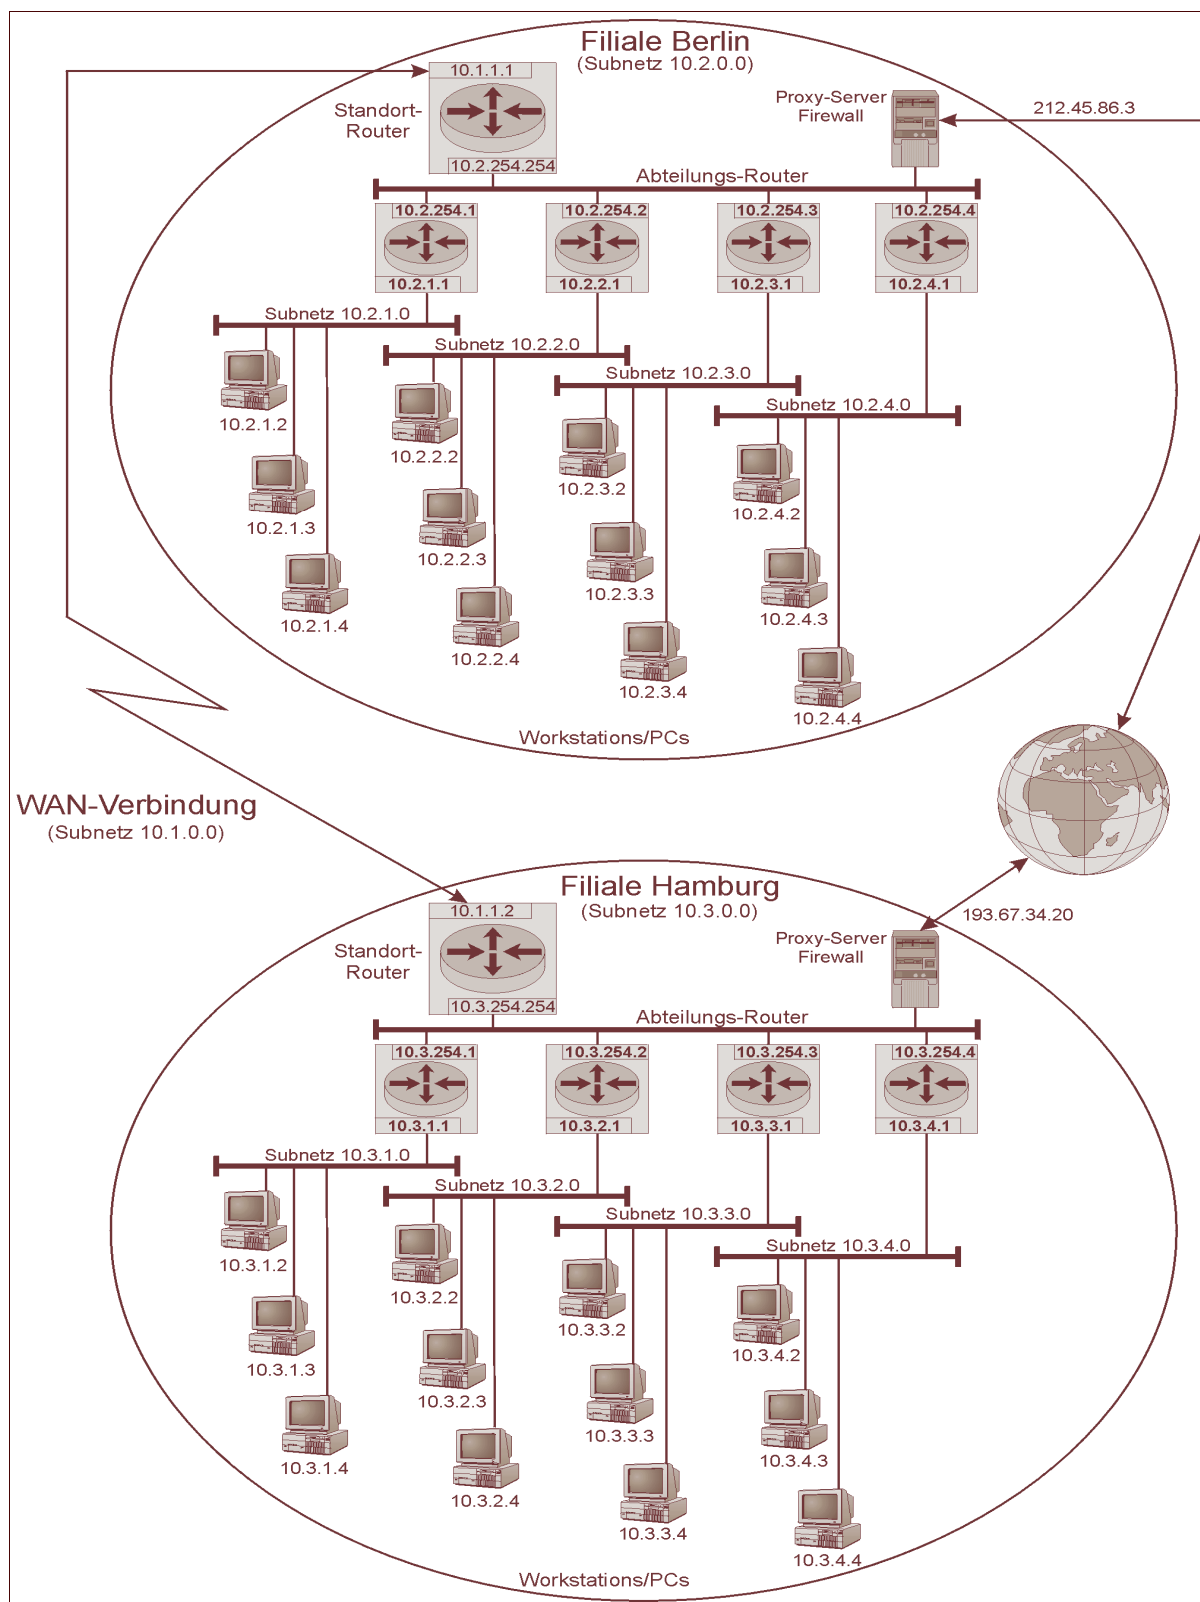 Filiale Berlin
(Subnetz 10.2.0.0)
10.1.1.1
Standort-
Router
10.2.254.254
Proxy-Server
Firewall
212.45.86.3
Abteilungs-Router
10.2.254.1
10.2.254.2
10.2.254.3
10.2.254.4
10.2.1.1
10.2.2.1
10.2.3.1
10.2.4.1
Subnetz 10.2.1.0
Subnetz 10.2.2.0
Subnetz 10.2.3.0
Subnetz 10.2.4.0
10.2.1.2
10.2.2.2
10.2.3.2
10.2.4.2
10.2.1.3
10.2.2.3
10.2.3.3
10.2.4.3
10.2.1.4
10.2.2.4
10.2.3.4
10.2.4.4
Workstations/PCs
WAN-Verbindung
(Subnetz 10.1.0.0)
Filiale Hamburg
(Subnetz 10.3.0.0)
10.1.1.2
Standort-
Router
10.3.254.254
193.67.34.20
Proxy-Server
Firewall
Abteilungs-Router
10.3.254.1
10.3.254.2
10.3.254.3
10.3.254.4
10.3.1.1
10.3.2.1
10.3.3.1
10.3.4.1
Subnetz 10.3.1.0
Subnetz 10.3.2.0
Subnetz 10.3.3.0
Subnetz 10.3.4.0
10.3.1.2
10.3.2.2
10.3.3.2
10.3.4.2
10.3.1.3
10.3.2.3
10.3.3.3
10.3.4.3
10.3.1.4
10.3.2.4
10.3.3.4
10.3.4.4
Workstations/PCs